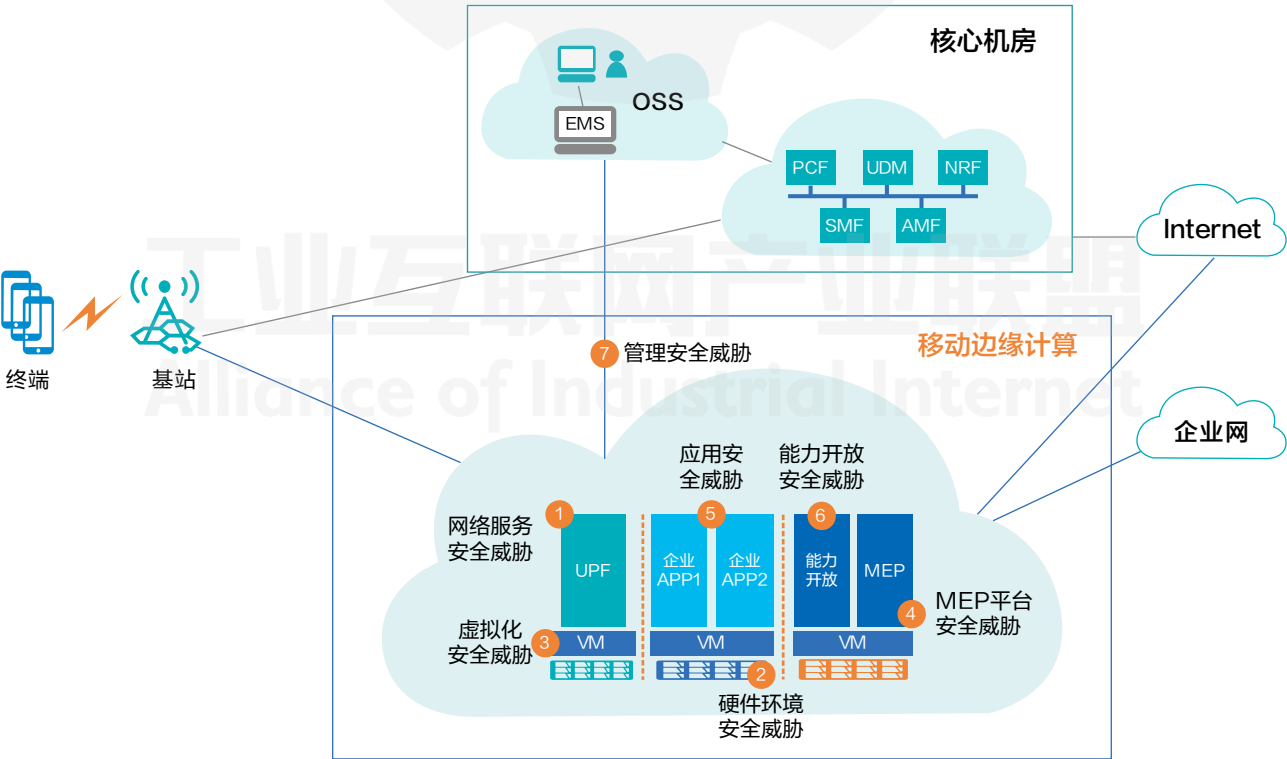 核心机房
OSS
EMS
PCF
UDM
NRF
SMF
AMF
Internet
工业互联网产业联盟
Alliance of Industrial Internet
移动边缘计算
7 管理安全威胁
终端
基站
企业网
应用安
全威胁
能力开放
安全威胁
1
5
6
网络服务
安全威胁
UPF
企业
APP1
企业
APP2
能力
开放
MEP
4
MEP平台
安全威胁
虚拟化
安全威胁
3
VM
VM
VM
2
硬件环境
安全威胁